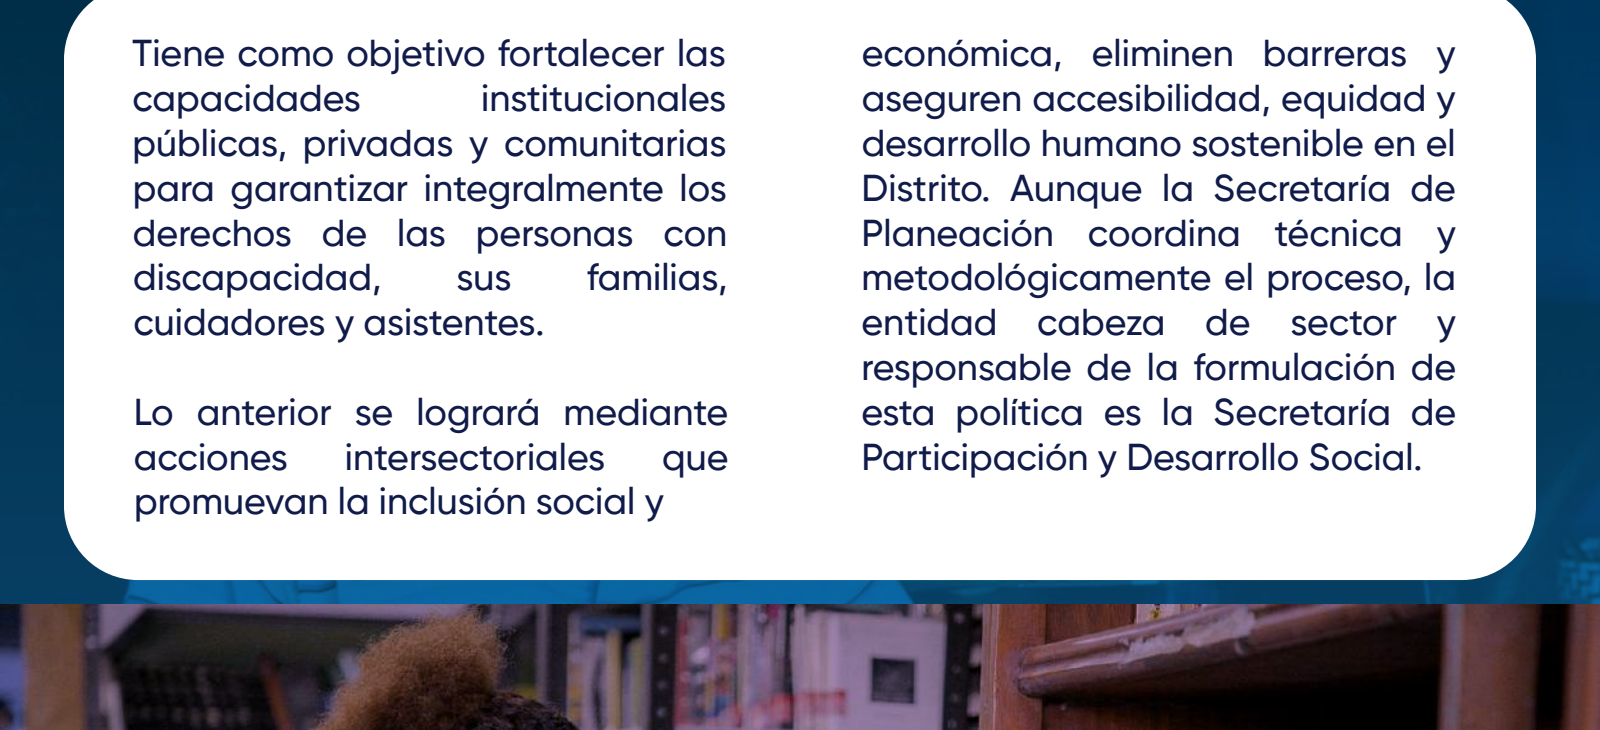 Tiene como objetivo fortalecer las
capacidades institucionales
públicas, privadas y comunitarias
para garantizar integralmente los
derechos de las personas con
discapacidad, sus familias,
cuidadores y asistentes.
Lo anterior se logrará mediante
acciones intersectoriales que
promuevan la inclusión social y
económica, eliminen barreras y
aseguren accesibilidad, equidad y
desarrollo humano sostenible en el
Distrito. Aunque la Secretaría de
Planeación coordina técnica y
metodológicamente el proceso, la
entidad cabeza de sector y
responsable de la formulación de
esta política es la Secretaría de
Participación y Desarrollo Social.